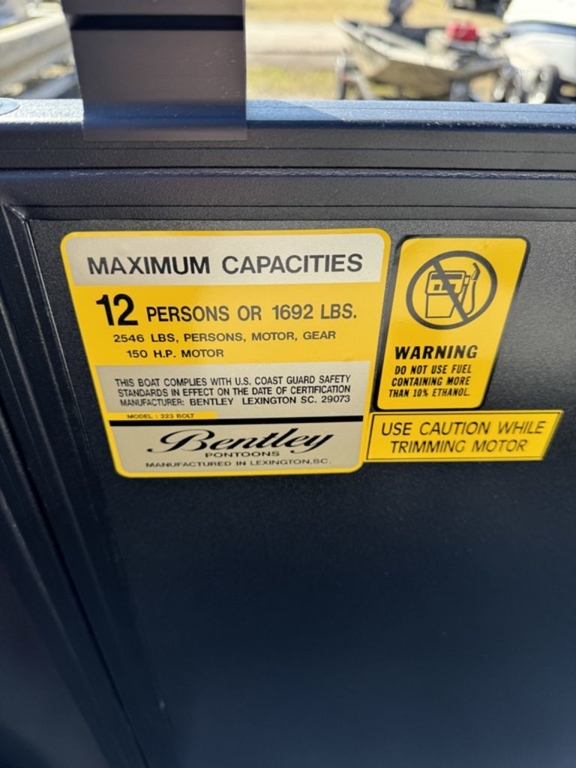 MAXIMUM CAPACITIES
12 PERSONS OR 1692 LBS.
2546 LBS, PERSONS, MOTOR, GEAR
150 H.P. MOTOR
THIS BOAT COMPLIES WITH U.S. COAST GUARD SAFETY
STANDARDS IN EFFECT ON THE DATE OF CERTIFICATION
MANUFACTURER: BENTLEY LEXINGTON SC. 29073
MODEL : 223 BOLT
Bentley
PONTOONS
MANUFACTURED IN LEXINGTON, SC.
WARNING
DO NOT USE FUEL
CONTAINING MORE
THAN 10% ETHANOL.
USE CAUTION WHILE
TRIMMING MOTOR